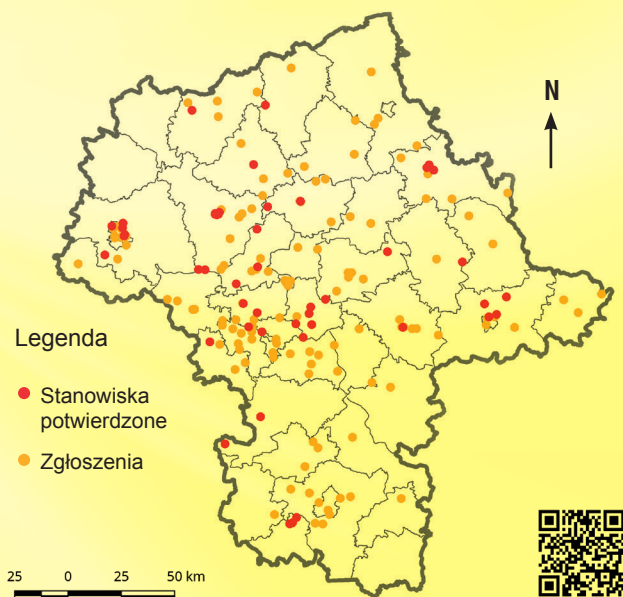 N
Legenda
Stanowiska
potwierdzone
Zgłoszenia
25 0 25 50 km